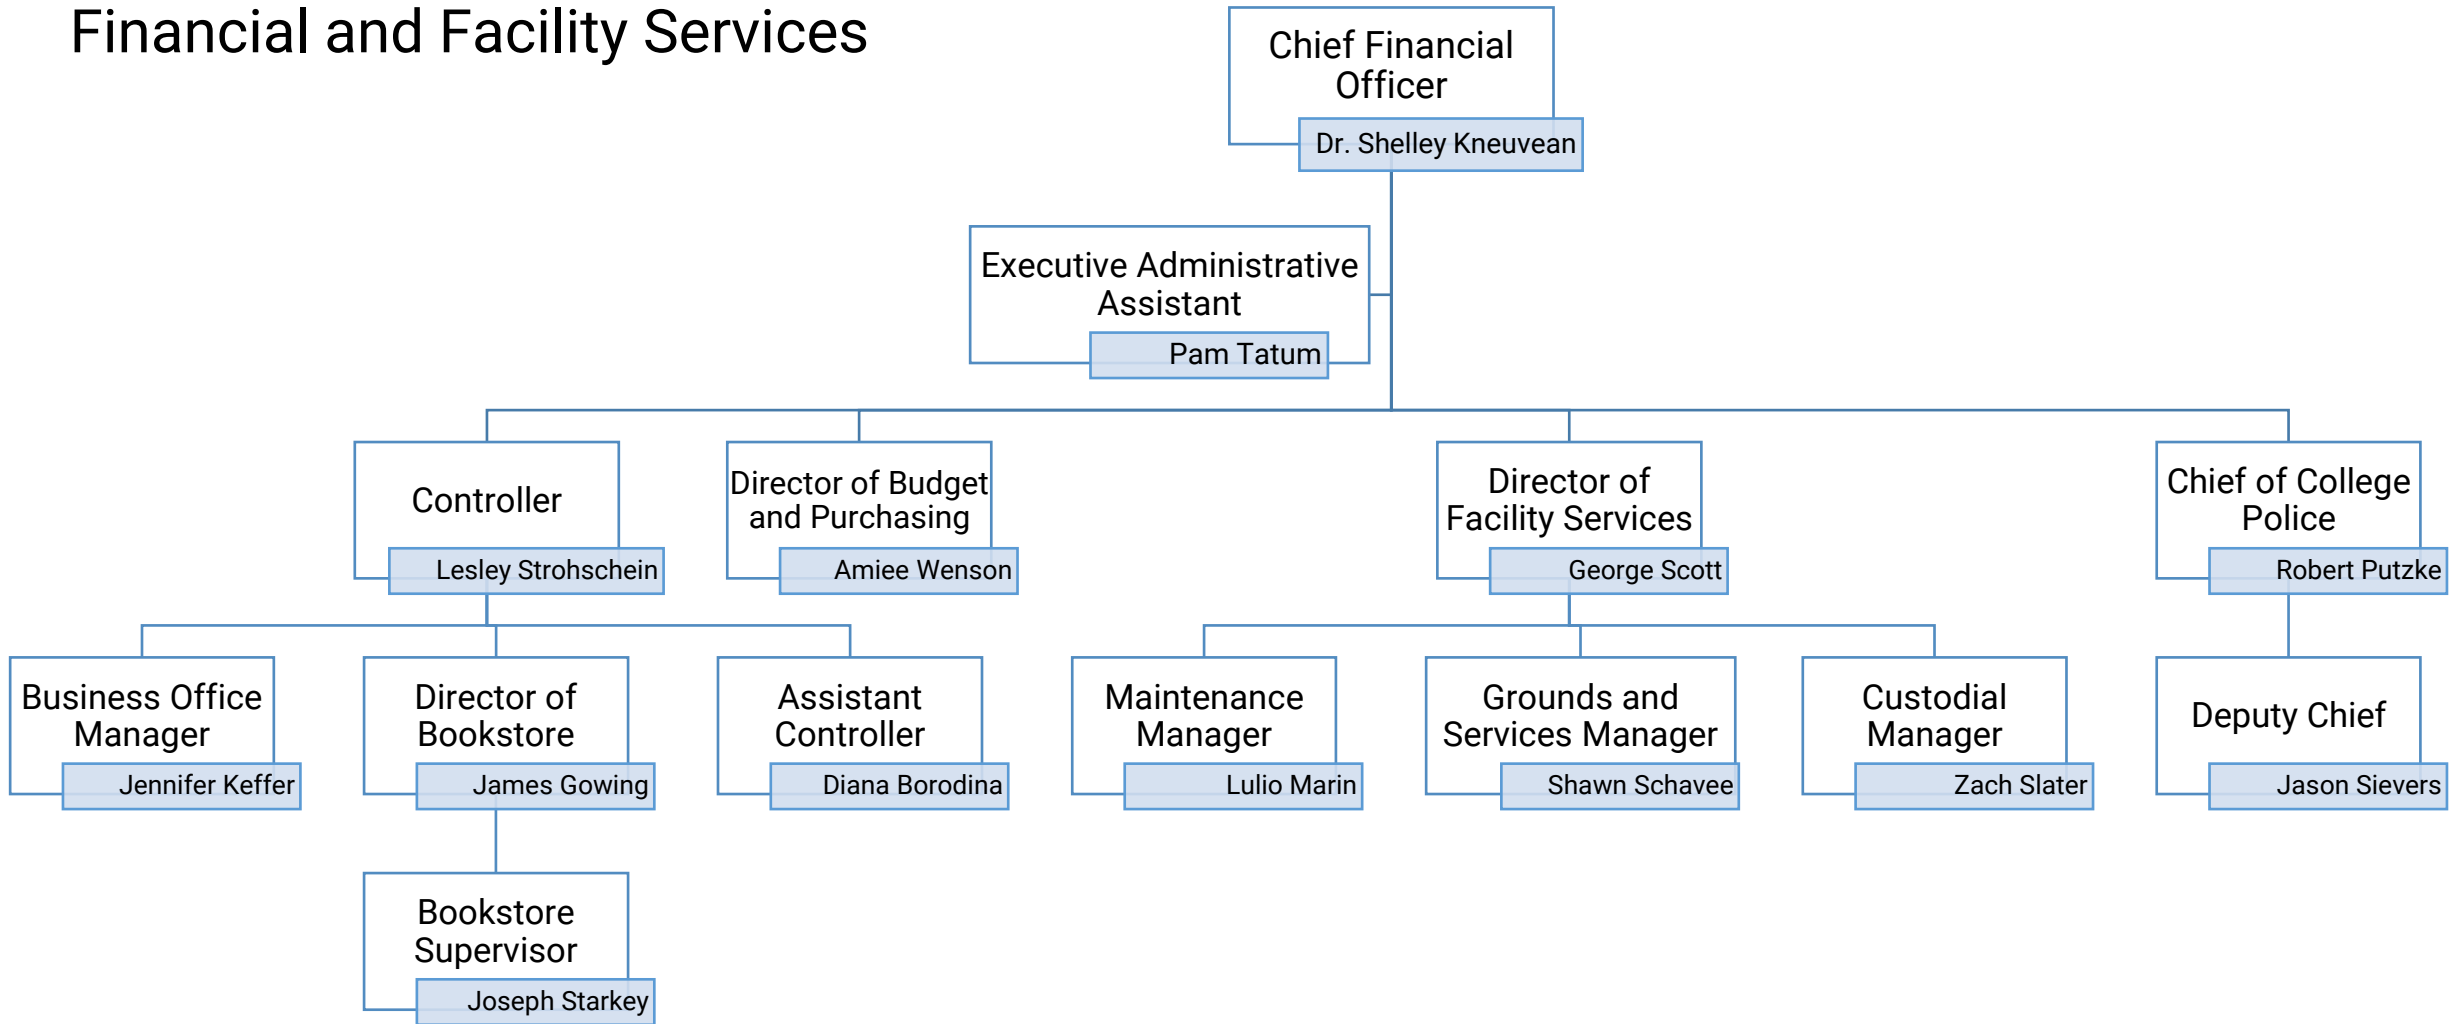 Financial and Facility Services
Chief Financial
Officer
Dr. Shelley Kneuvean
Executive Administrative
Assistant
Pam Tatum
Controller
Lesley Strohschein
Director of Budget
and Purchasing
Amiee Wenson
Director of
Facility Services
George Scott
Chief of College
Police
Robert Putzke
Business Office
Manager
Jennifer Keffer
Director of
Bookstore
James Gowing
Assistant
Controller
Diana Borodina
Maintenance
Manager
Lulio Marin
Grounds and
Services Manager
Shawn Schavee
Custodial
Manager
Zach Slater
Deputy Chief
Jason Sievers
Bookstore
Supervisor
Joseph Starkey